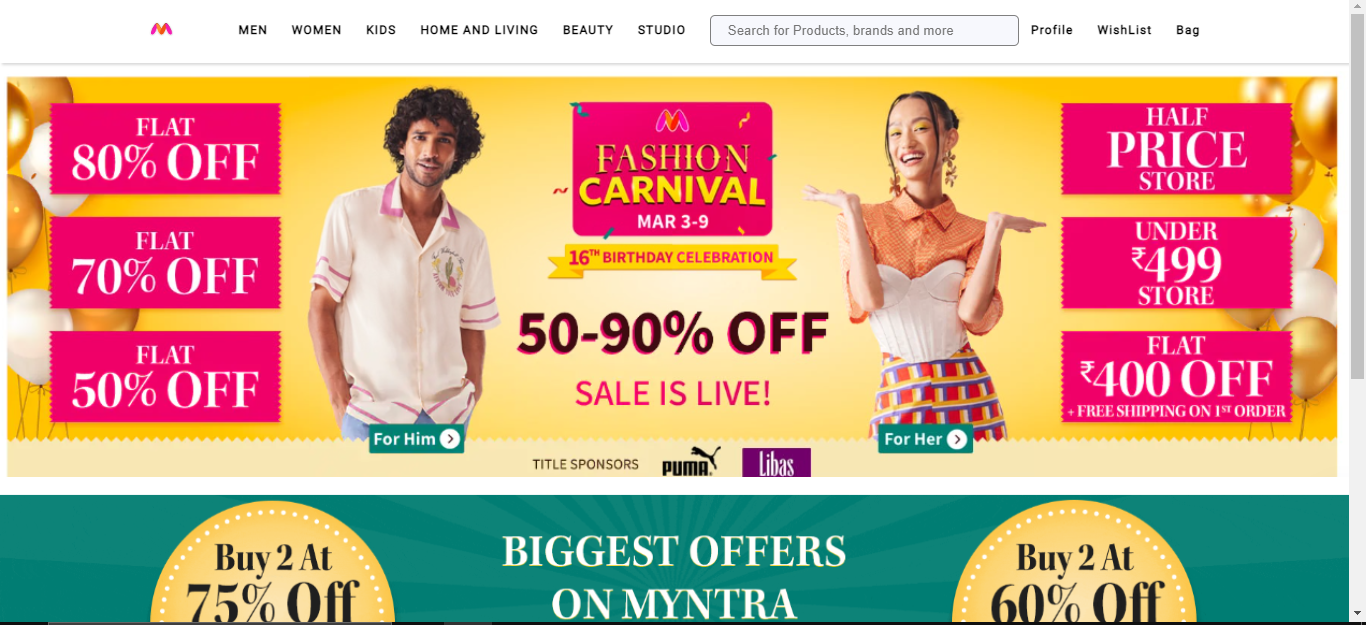 MEN WOMEN KIDS HOME AND LIVING BEAUTY STUDIO Search for Products, brands and more Profile WishList Bag
FLAT
80% OFF
FLAT
70% OFF
FLAT
50% OFF
FASHION
CARNIVAL
MAR 3-9
16TH BIRTHDAY CELEBRATION
50-90% OFF
SALE IS LIVE!
HALF
PRICE
STORE
UNDER
₹499
STORE
FLAT
₹400 OFF
+ FREE SHIPPING ON 1ST ORDER
For Him
For Her
TITLE SPONSORS PUMA Libas
Buy 2 At
75% Off
BIGGEST OFFERS
ON MYNTRA
Buy 2 At
60% Off